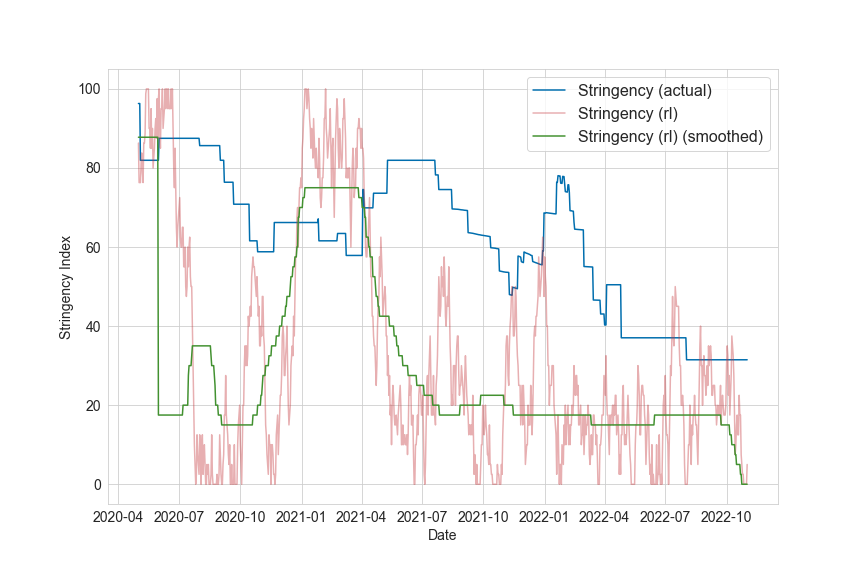 Stringency (actual)
Stringency (rl)
Stringency (rl) (smoothed)
Stringency Index
100
80
60
40
20
0
2020-04 2020-07 2020-10 2021-01 2021-04 2021-07 2021-10 2022-01 2022-04 2022-07 2022-10
Date